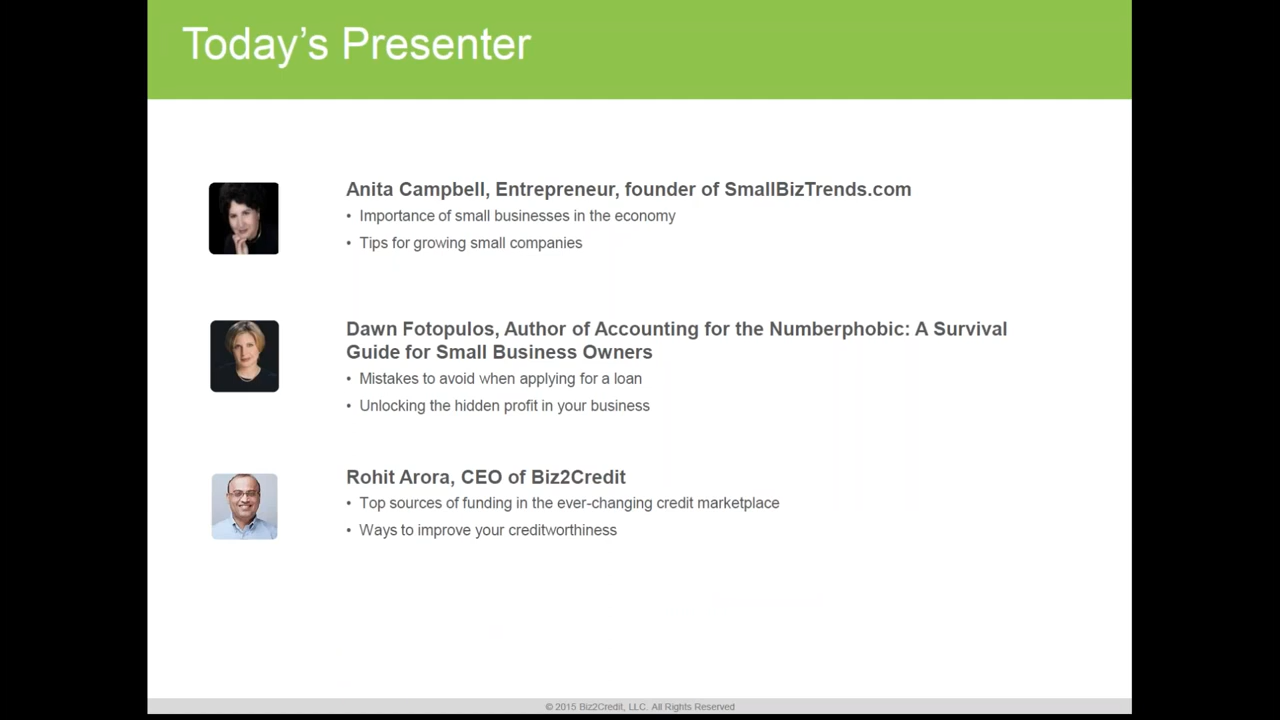 Today's Presenter
Anita Campbell, Entrepreneur, founder of SmallBizTrends.com
• Importance of small businesses in the economy
• Tips for growing small companies
Dawn Fotopulos, Author of Accounting for the Numberphobic: A Survival
Guide for Small Business Owners
• Mistakes to avoid when applying for a loan
• Unlocking the hidden profit in your business
Rohit Arora, CEO of Biz2Credit
• Top sources of funding in the ever-changing credit marketplace
• Ways to improve your creditworthiness
© 2015 Biz2Credit, LLC. All Rights Reserved